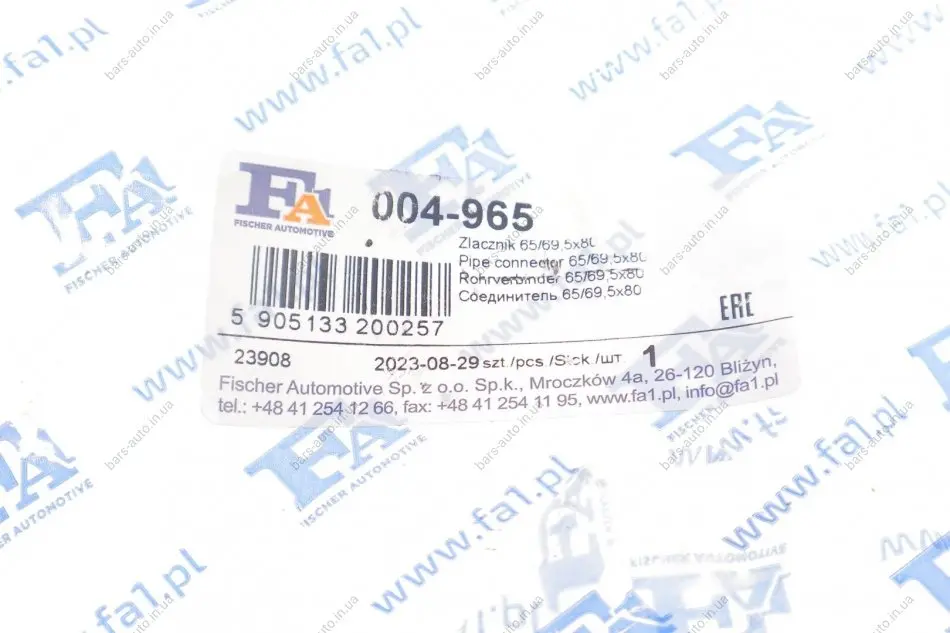 FA1
FISCHER AUTOMOTIVE
004-965
Zlacznik 65/69,5x80
Pipe connector 65/69,5x80
Rohrverbinder 65/69,5x80
Соединитель 65/69,5x80
5 905133 200257
EAC
23908 2023-08-29 szt./pcs /Stck /шт 1
Fischer Automotive Sp. z o.o. Sp.k., Mroczków 4a, 26-120 Bliżyn,
tel.: +48 41 254 12 66, fax: +48 41 254 11 95, www.fa1.pl, info@fa1.pl
www.fa1.pl
FA1
FISCHER AUTOMOTIVE
bars-auto.in.ua